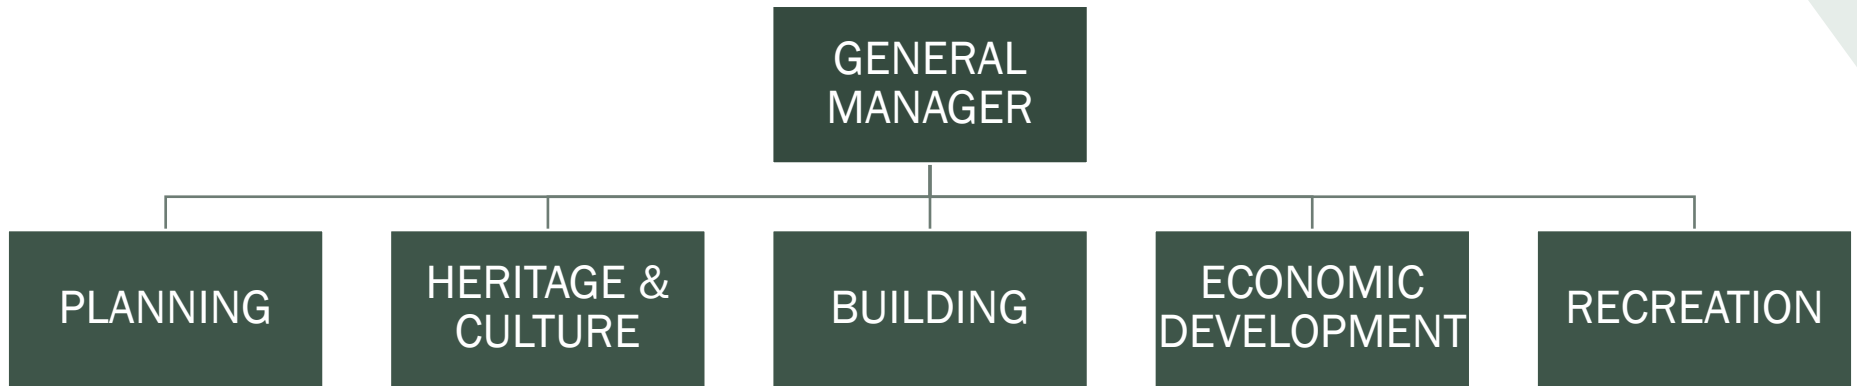 GENERAL
MANAGER
PLANNING
HERITAGE &
CULTURE
BUILDING
ECONOMIC
DEVELOPMENT
RECREATION